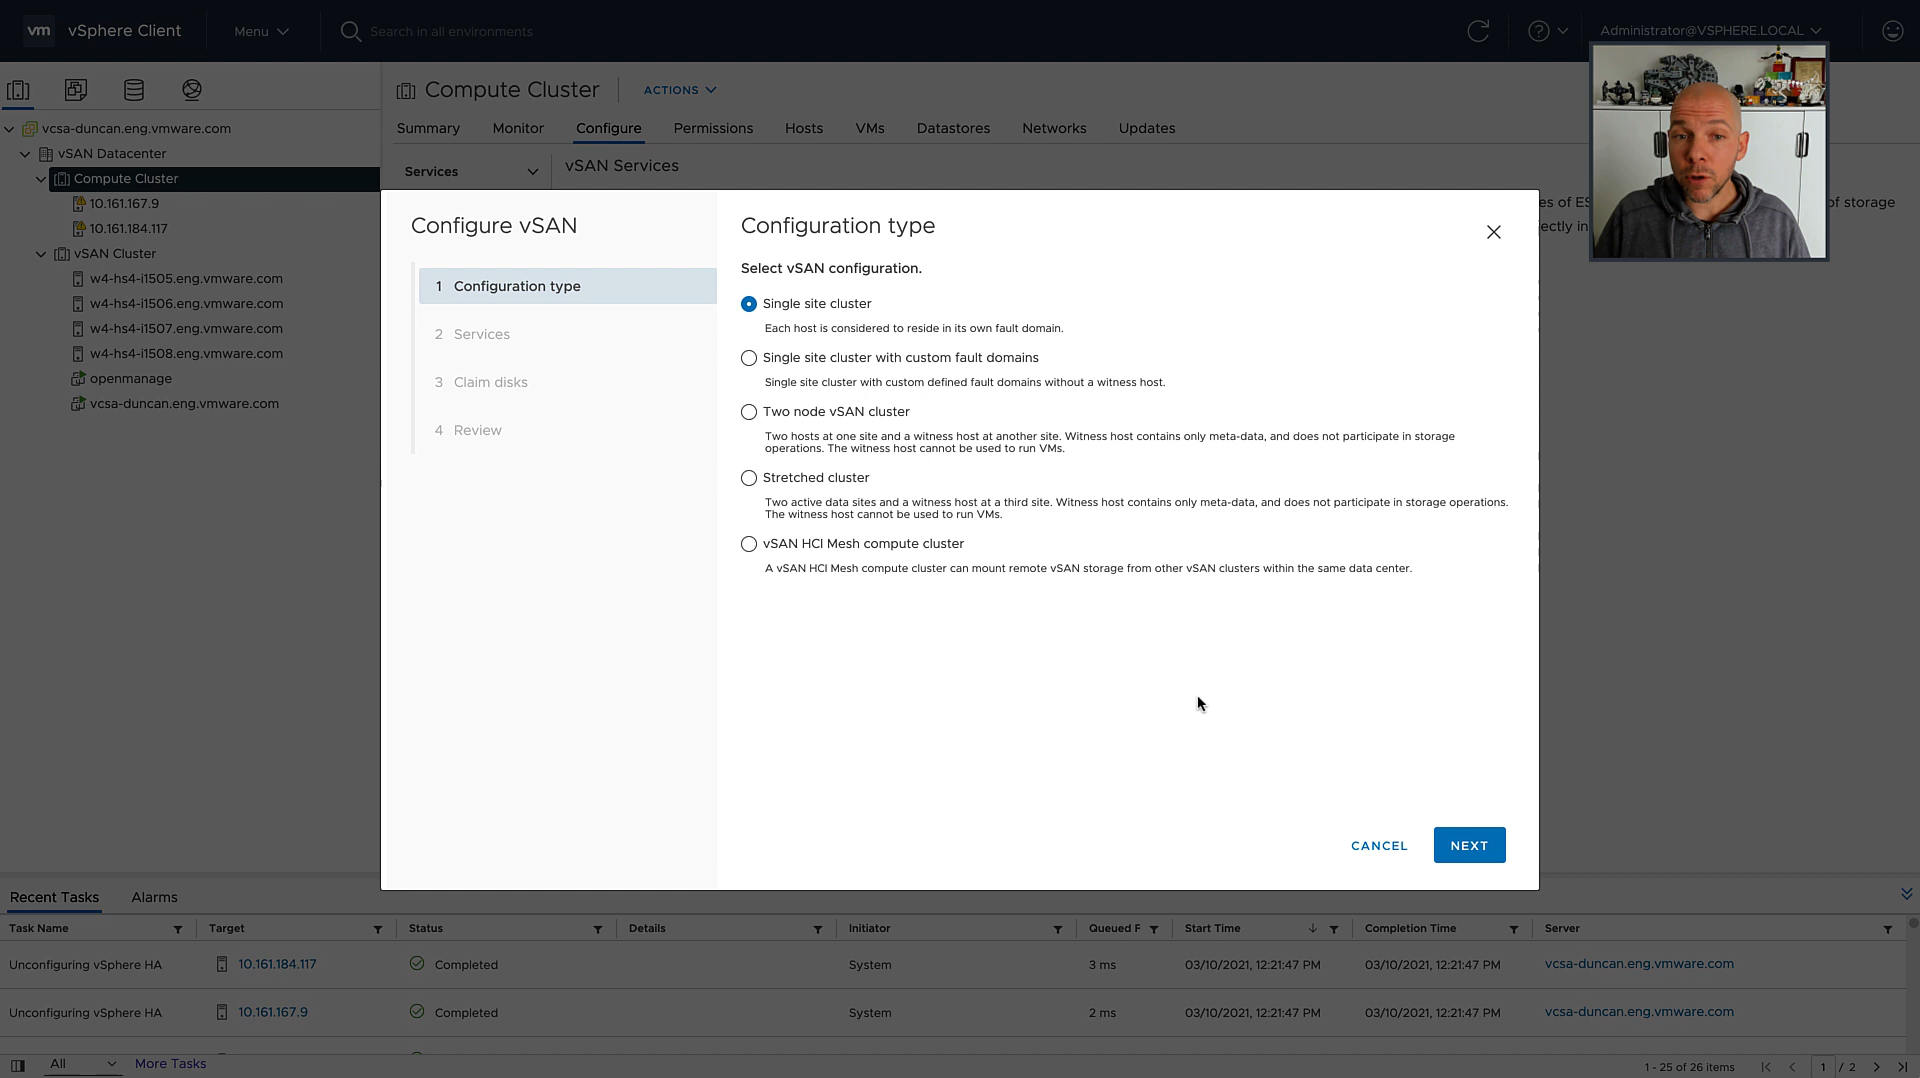 vm vSphere Client Menu Search in all environments Administrator@VSPHERE.LOCAL
Compute Cluster ACTIONS
Summary Monitor Configure Permissions Hosts VMs Datastores Networks Updates
vcsa-duncan.eng.vmware.com
vSAN Datacenter
Compute Cluster
10.161.167.9
10.161.184.117
vSAN Cluster
w4-hs4-i1505.eng.vmware.com
w4-hs4-i1506.eng.vmware.com
w4-hs4-i1507.eng.vmware.com
w4-hs4-i1508.eng.vmware.com
openmanage
vcsa-duncan.eng.vmware.com
Services vSAN Services
es of ES
of storage
ectly in
Configure vSAN
1 Configuration type
2 Services
3 Claim disks
4 Review
Configuration type
Select vSAN configuration.
Single site cluster
Each host is considered to reside in its own fault domain.
Single site cluster with custom fault domains
Single site cluster with custom defined fault domains without a witness host.
Two node vSAN cluster
Two hosts at one site and a witness host at another site. Witness host contains only meta-data, and does not participate in storage
operations. The witness host cannot be used to run VMs.
Stretched cluster
Two active data sites and a witness host at a third site. Witness host contains only meta-data, and does not participate in storage operations.
The witness host cannot be used to run VMs.
vSAN HCI Mesh compute cluster
A vSAN HCI Mesh compute cluster can mount remote vSAN storage from other vSAN clusters within the same data center.
CANCEL NEXT
Recent Tasks Alarms
Task Name Target Status Details Initiator Queued F Start Time Completion Time Server
Unconfiguring vSphere HA 10.161.184.117 Completed System 3 ms 03/10/2021, 12:21:47 PM 03/10/2021, 12:21:47 PM vcsa-duncan.eng.vmware.com
Unconfiguring vSphere HA 10.161.167.9 Completed System 2 ms 03/10/2021, 12:21:47 PM 03/10/2021, 12:21:47 PM vcsa-duncan.eng.vmware.com
All More Tasks 1 - 25 of 26 items 1 / 2